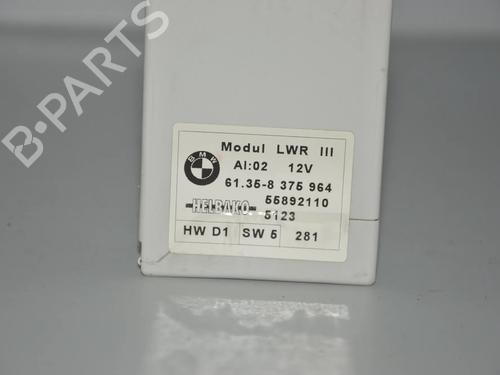 B-PARTS
BMW
Modul LWR III
AI:02 12V
61.35-8 375 964
55892110
HELBAKO
5123
HW D1 SW 5 281